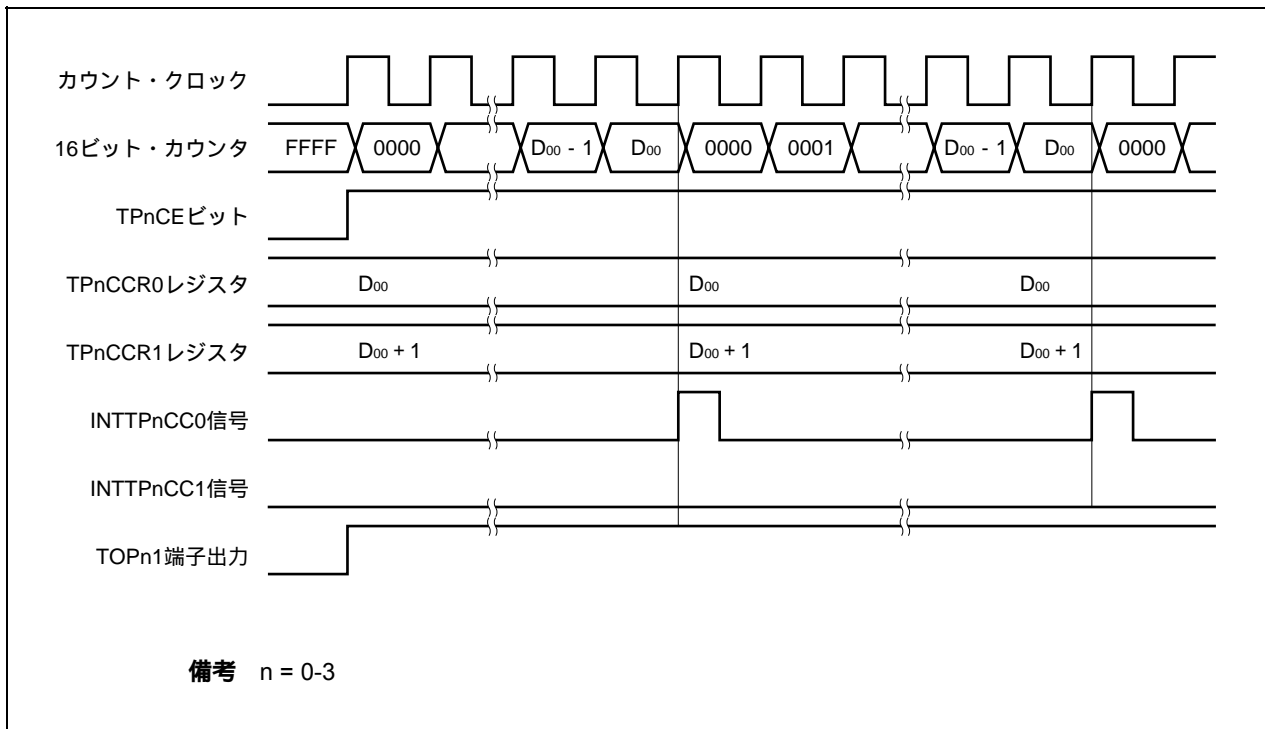 カウント・クロック
16ビット・カウンタ FFFF 0000 D00 - 1 D00 0000 0001 D00 - 1 D00 0000
TPnCEビット
TPnCCR0レジスタ D00 D00 D00
TPnCCR1レジスタ D00 + 1 D00 + 1 D00 + 1
INTTPnCC0信号
INTTPnCC1信号
TOPn1端子出力
備考 n = 0-3